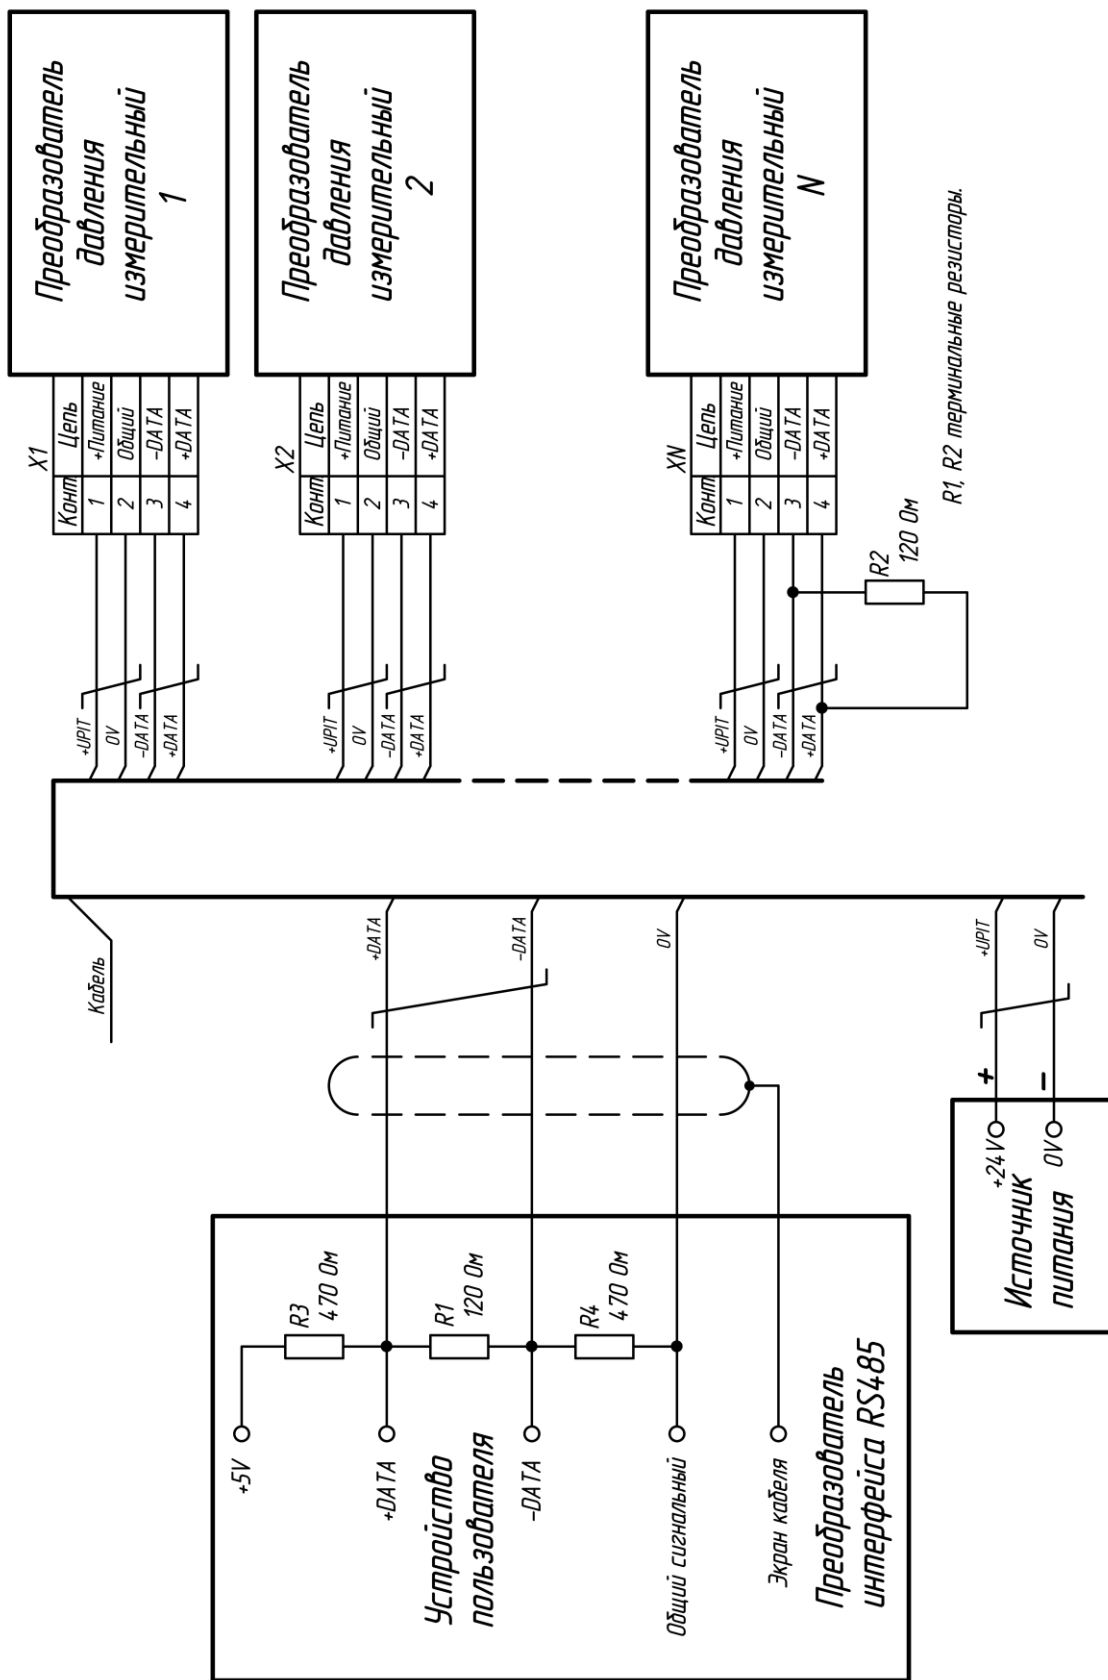 Преобразователь
давления
измерительный
1
Преобразователь
давления
измерительный
2
Преобразователь
давления
измерительный
N
X1
Конт Цепь
1 +Питание
2 Общий
3 -DATA
4 +DATA
X2
Конт Цепь
1 +Питание
2 Общий
3 -DATA
4 +DATA
XN
Конт Цепь
1 +Питание
2 Общий
3 -DATA
4 +DATA
+UPIT
0V
-DATA
+DATA
+UPIT
0V
-DATA
+DATA
+UPIT
0V
-DATA
+DATA
R2
120 Ом
R1, R2 терминальные резисторы.
Кабель
+DATA
-DATA
0V
+UPIT
0V
+
-
+24V
0V
Источник
питания
R3
470 Ом
R1
120 Ом
R4
470 Ом
+5V
+DATA
Устройство
пользователя
-DATA
Общий сигнальный
Экран кабеля
Преобразователь
интерфейса RS485